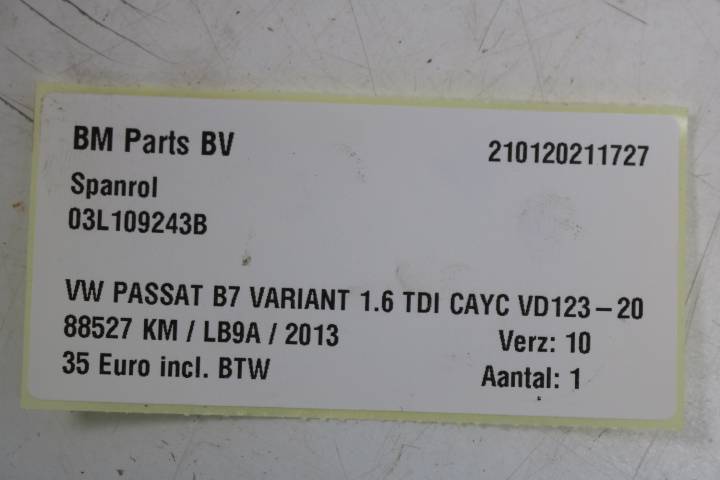 BM Parts BV 210120211727
Spanrol
03L109243B
VW PASSAT B7 VARIANT 1.6 TDI CAYC VD123-20
88527 KM / LB9A / 2013 Verz: 10
35 Euro incl. BTW Aantal: 1